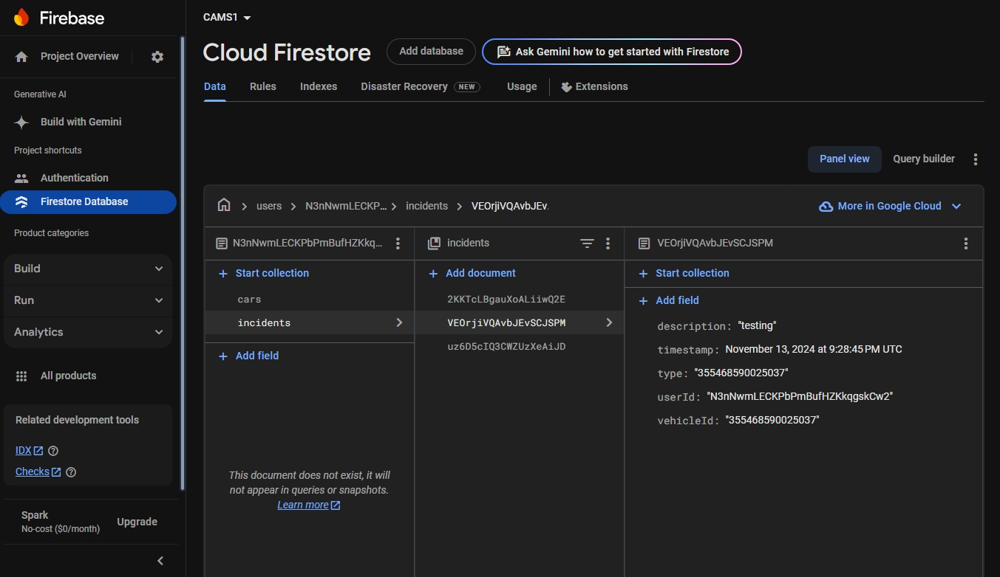 Firebase
Project Overview
Generative AI
Build with Gemini
Project shortcuts
Authentication
Firestore Database
Product categories
Build
Run
Analytics
All products
Related development tools
IDX
Checks
Spark
No-cost ($0/month)
Upgrade
CAMS1
Cloud Firestore
Add database
Ask Gemini how to get started with Firestore
Data Rules Indexes Disaster Recovery NEW Usage Extensions
Panel view Query builder
users N3nNwmLECKP... incidents VEOrjiVQAvbJEv.
More in Google Cloud
N3nNwmLECKPbPmBufHZKkq...
Start collection
cars
incidents
Add field
This document does not exist, it will
not appear in queries or snapshots.
Learn more
incidents
Add document
2KKTcLBgauXoALiiwQ2E
VEOrjiVQAvbJEvSCJSPM
uz6D5cIQ3CWZUzXeAiJD
VEOrjiVQAvbJEvSCJSPM
Start collection
Add field
description: "testing"
timestamp: November 13, 2024 at 9:28:45 PM UTC
type: "355468590025037"
userId: "N3nNwmLECKPbPmBufHZKkqgskCw2"
vehicleId: "355468590025037"